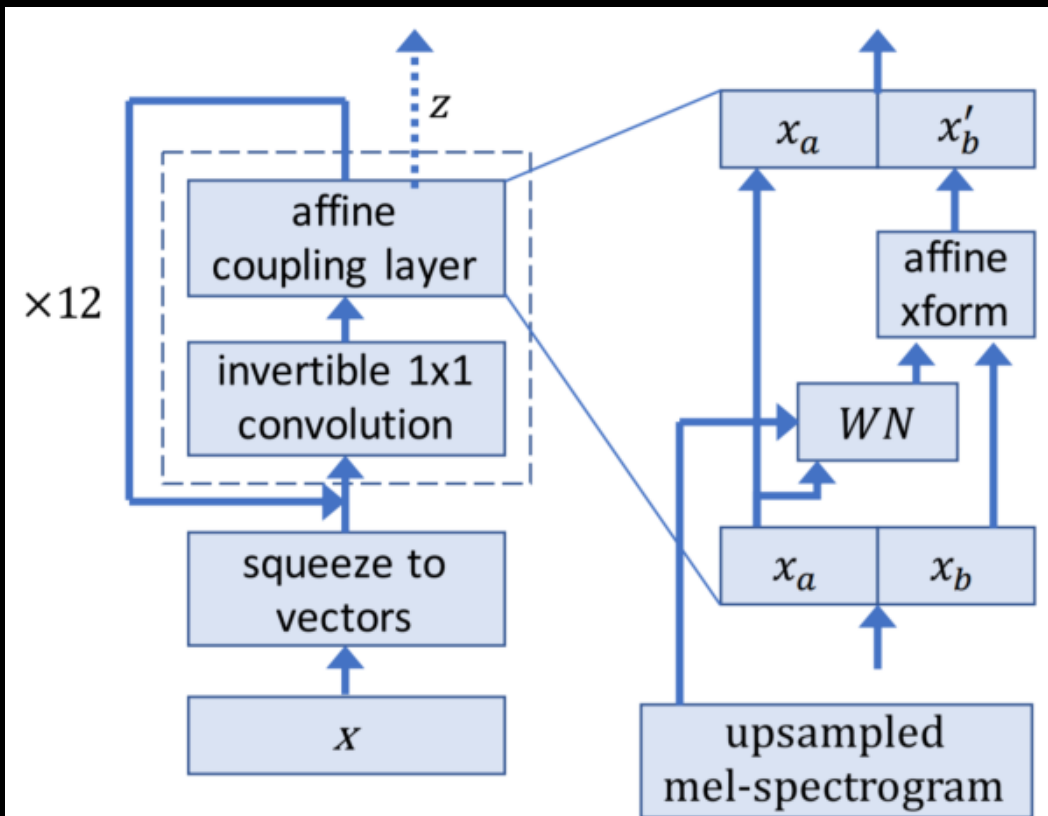 z
affine
coupling layer
×12
invertible 1x1
convolution
squeeze to
vectors
x
x_a
x'_b
affine
xform
WN
x_a
x_b
upsampled
mel-spectrogram